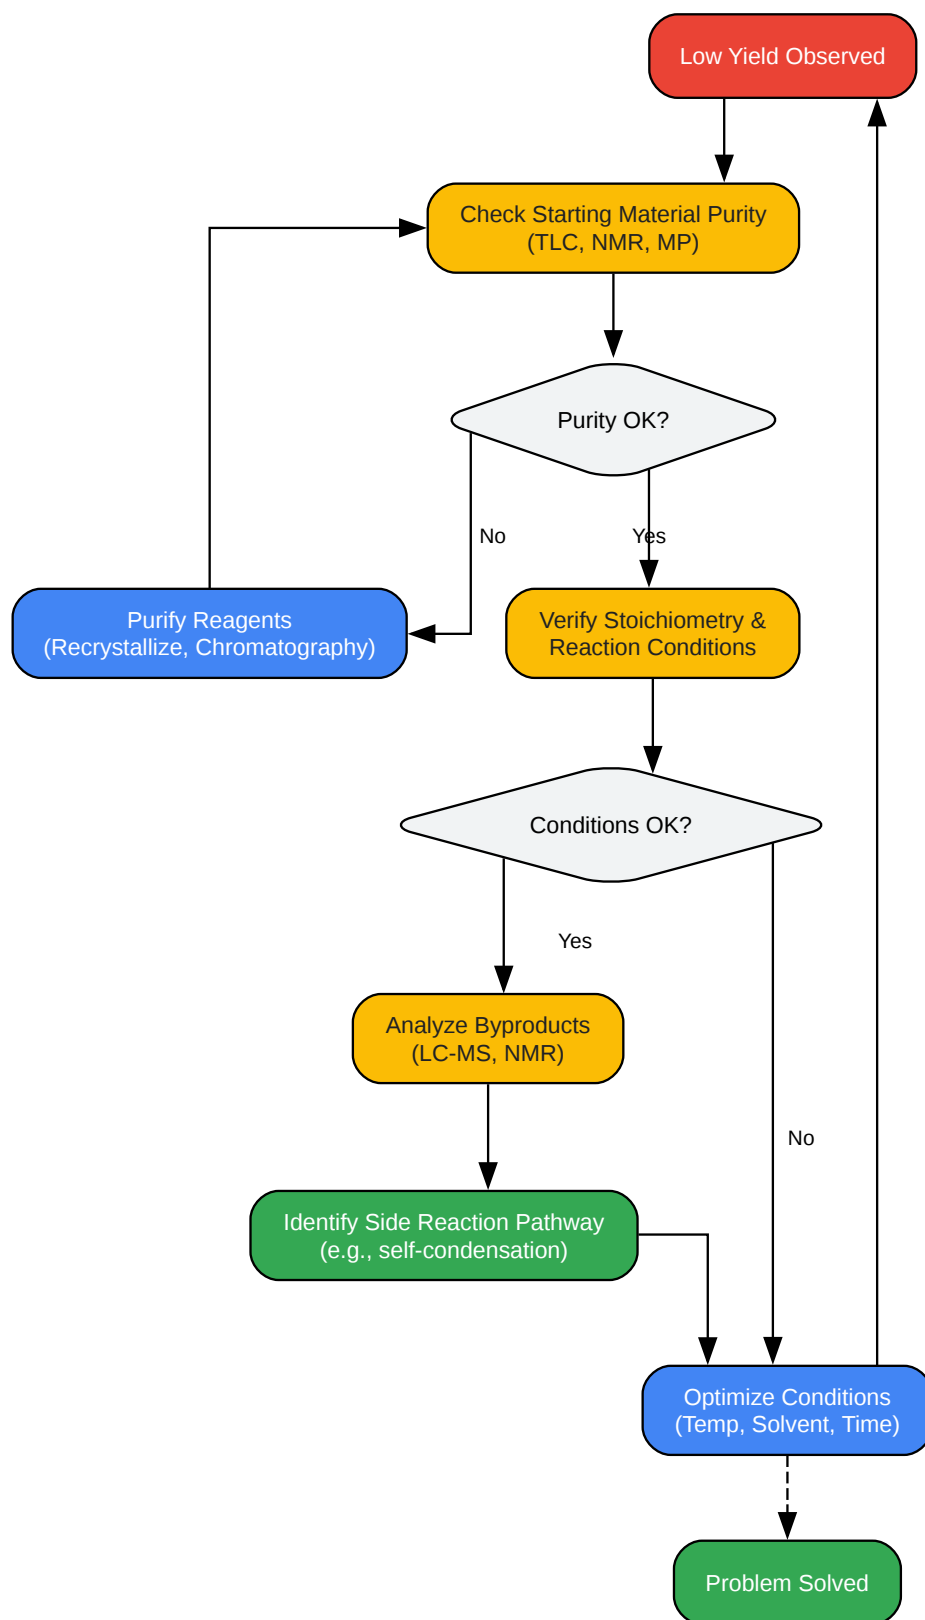 Low Yield Observed
Check Starting Material Purity
(TLC, NMR, MP)
Purity OK?
No
Yes
Purify Reagents
(Recrystallize, Chromatography)
Verify Stoichiometry &
Reaction Conditions
Conditions OK?
Yes
Analyze Byproducts
(LC-MS, NMR)
No
Identify Side Reaction Pathway
(e.g., self-condensation)
Optimize Conditions
(Temp, Solvent, Time)
Problem Solved